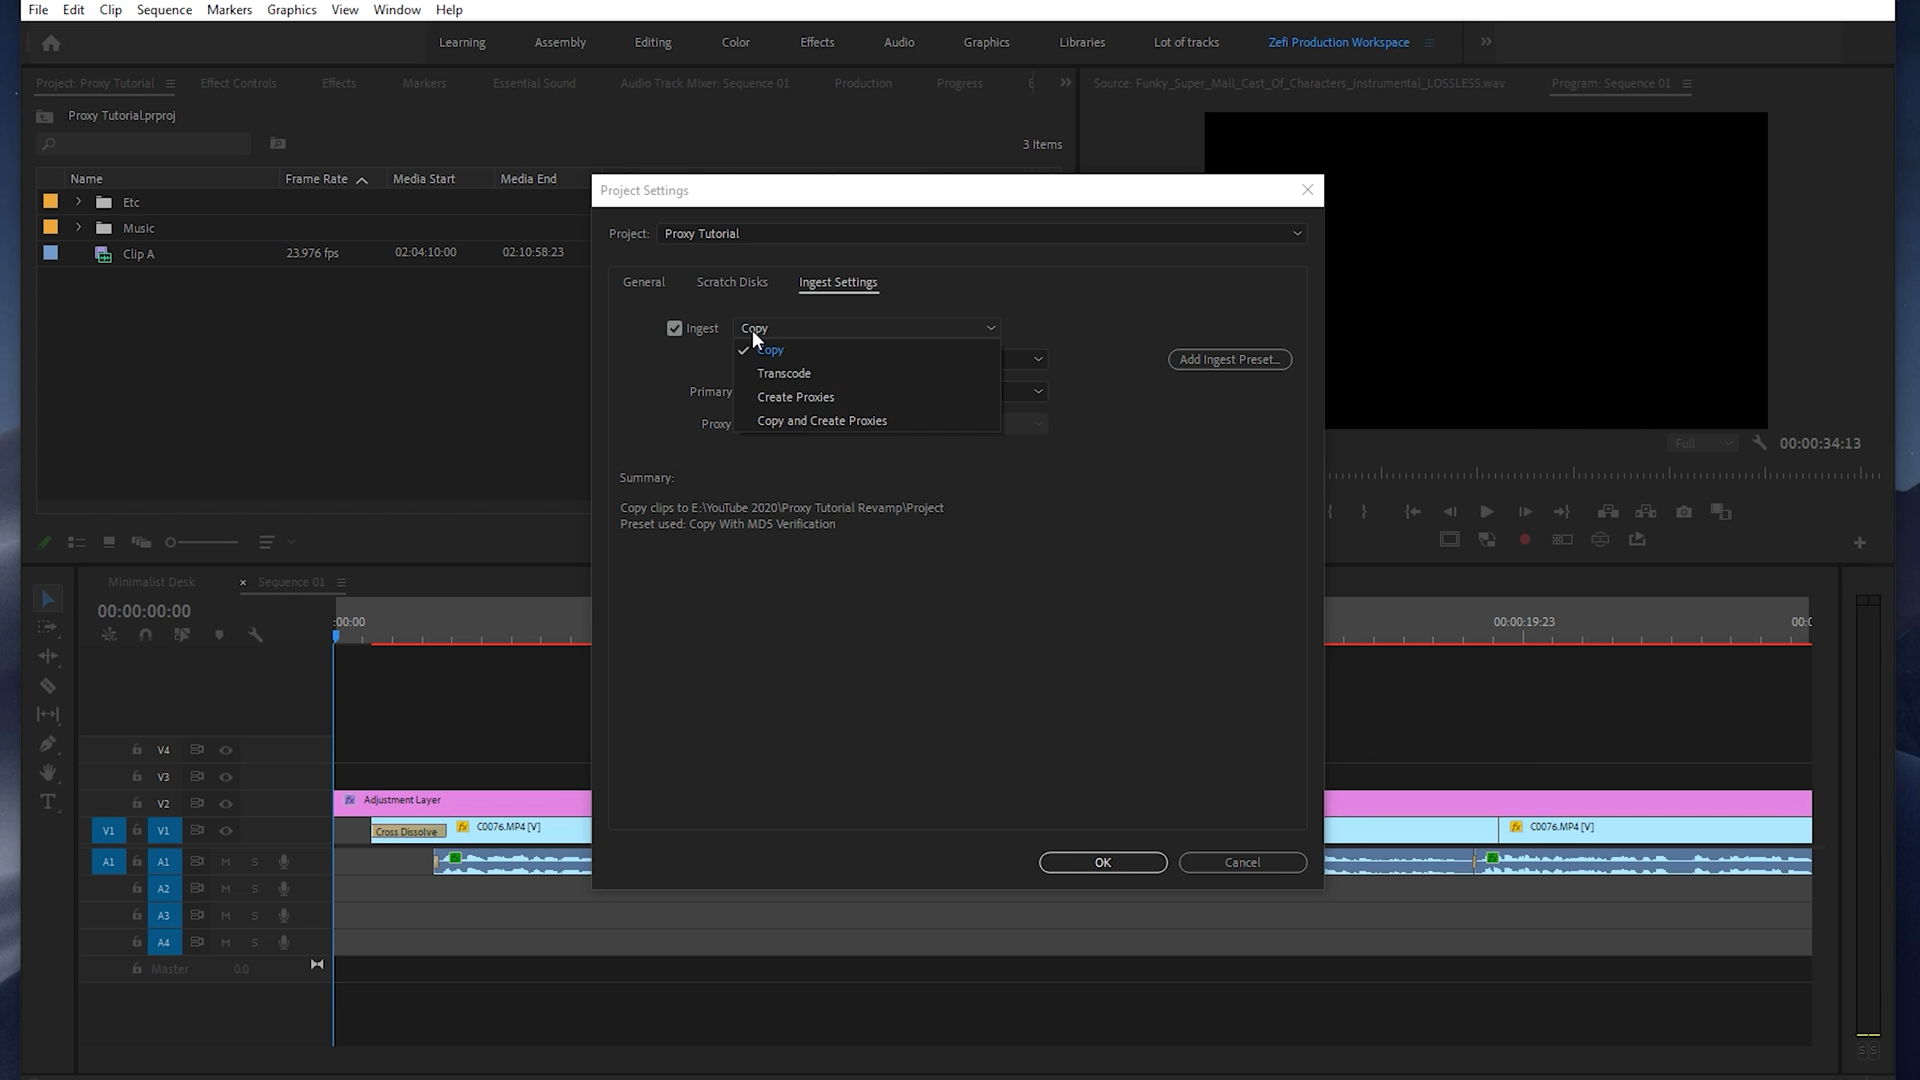 File Edit Clip Sequence Markers Graphics View Window Help
Learning Assembly Editing Color Effects Audio Graphics Libraries Lot of tracks Zefi Production Workspace
Project: Proxy Tutorial Effect Controls Effects Markers Essential Sound Audio Track Mixer: Sequence 01 Production Progress
Source: Funky_Super_Mall_Cast_Of_Characters_instrumental_LOSSLESS.wav Program: Sequence 01
Proxy Tutorial.prproj
3 Items
Name Frame Rate Media Start Media End
Etc
Music
Clip A 23.976 fps 02:04:10:00 02:10:58:23
Project Settings
Project: Proxy Tutorial
General Scratch Disks Ingest Settings
Ingest Copy
Copy
Transcode
Create Proxies
Copy and Create Proxies
Add Ingest Preset...
Primary
Proxy
Summary:
Copy clips to E:\YouTube 2020\Proxy Tutorial Revamp\Project
Preset used: Copy With MD5 Verification
OK Cancel
Full 00:00:34:13
Minimalist Desk × Sequence 01
00:00:00:00
:00:00 00:00:19:23 00:0
V4
V3
V2 fx Adjustment Layer
V1 V1 Cross Dissolve fx C0076.MP4 [V] fx C0076.MP4 [V]
A1 A1 M S fx fx
A2 M S
A3 M S
A4 M S
Master 0.0
S S